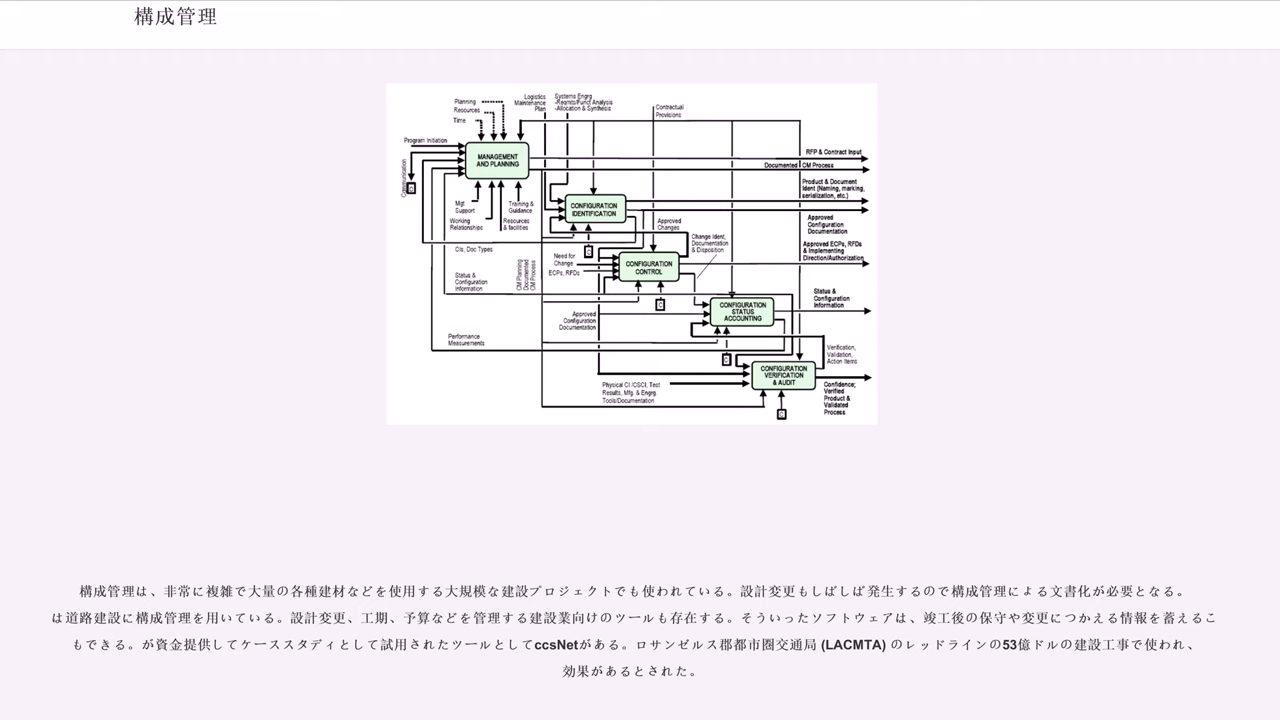 構成管理
Planning
Resources
Time
Logistics
Maintenance
Plan
Systems Engrg
-Reqmts/Funct Analysis
-Allocation & Synthesis
Contractual
Provisions
Program Initiation
Communication
MANAGEMENT
AND PLANNING
RFP & Contract Input
Documented CM Process
Product & Document
Ident (Naming, marking,
serialization, etc.)
Mgt
Support
Training &
Guidance
Working
Relationships
Resources
& facilities
CONFIGURATION
IDENTIFICATION
Approved
Configuration
Documentation
Approved
Changes
Change Ident,
Documentation
& Disposition
Approved ECPs, RFDs
& Implementing
Direction/Authorization
CIs, Doc Types
C
Need for
Change
ECPs, RFDs
CONFIGURATION
CONTROL
CM Planning
Documented
CM Process
Status &
Configuration
Information
C
Status &
Configuration
Information
CONFIGURATION
STATUS
ACCOUNTING
Approved
Configuration
Documentation
Performance
Measurements
C
Verification,
Validation,
Action Items
CONFIGURATION
VERIFICATION
& AUDIT
Physical CI /CSCI, Test
Results, Mfg. & Engrg
Tools/Documentation
Confidence;
Verified
Product &
Validated
Process
C
構成管理は、非常に複雑で大量の各種建材などを使用する大規模な建設プロジェクトでも使われている。設計変更もしばしば発生するので構成管理による文書化が必要となる。
は道路建設に構成管理を用いている。設計変更、工期、予算などを管理する建設業向けのツールも存在する。そういったソフトウェアは、竣工後の保守や変更につかえる情報を蓄えるこ
もできる。が資金提供してケーススタディとして試用されたツールとしてccsNetがある。ロサンゼルス郡都市圏交通局 (LACMTA) のレッドラインの53億ドルの建設工事で使われ、
効果があるとされた。